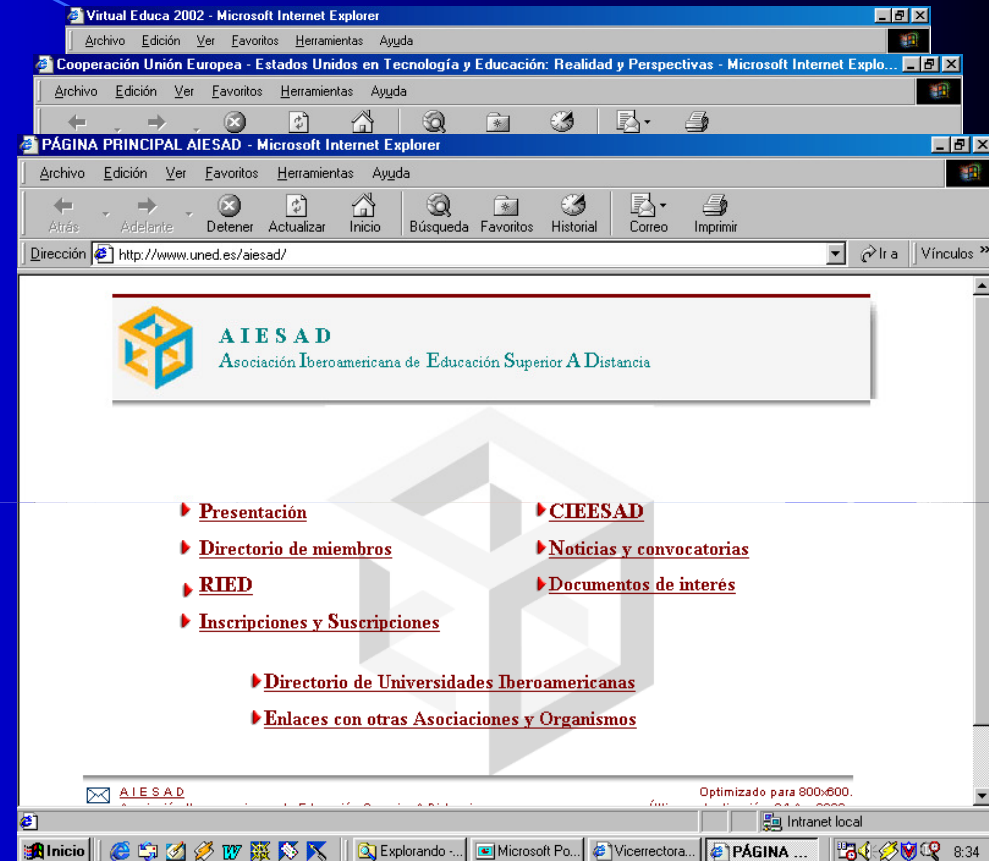 Virtual Educa 2002 - Microsoft Internet Explorer
Archivo Edición Ver Favoritos Herramientas Ayuda
Cooperación Unión Europea - Estados Unidos en Tecnología y Educación: Realidad y Perspectivas - Microsoft Internet Explo...
Archivo Edición Ver Favoritos Herramientas Ayuda
PÁGINA PRINCIPAL AIESAD - Microsoft Internet Explorer
Archivo Edición Ver Favoritos Herramientas Ayuda
Atrás Adelante Detener Actualizar Inicio Búsqueda Favoritos Historial Correo Imprimir
Dirección http://www.uned.es/aiesad/ Ir a Vínculos »
A I E S A D
Asociación Iberoamericana de Educación Superior A Distancia
Presentación
Directorio de miembros
RIED
Inscripciones y Suscripciones
CIEESAD
Noticias y convocatorias
Documentos de interés
Directorio de Universidades Iberoamericanas
Enlaces con otras Asociaciones y Organismos
A I E S A D
Optimizado para 800x600.
Intranet local
Inicio Explorando -... Microsoft Po... Vicerrectora... PÁGINA ... 8:34